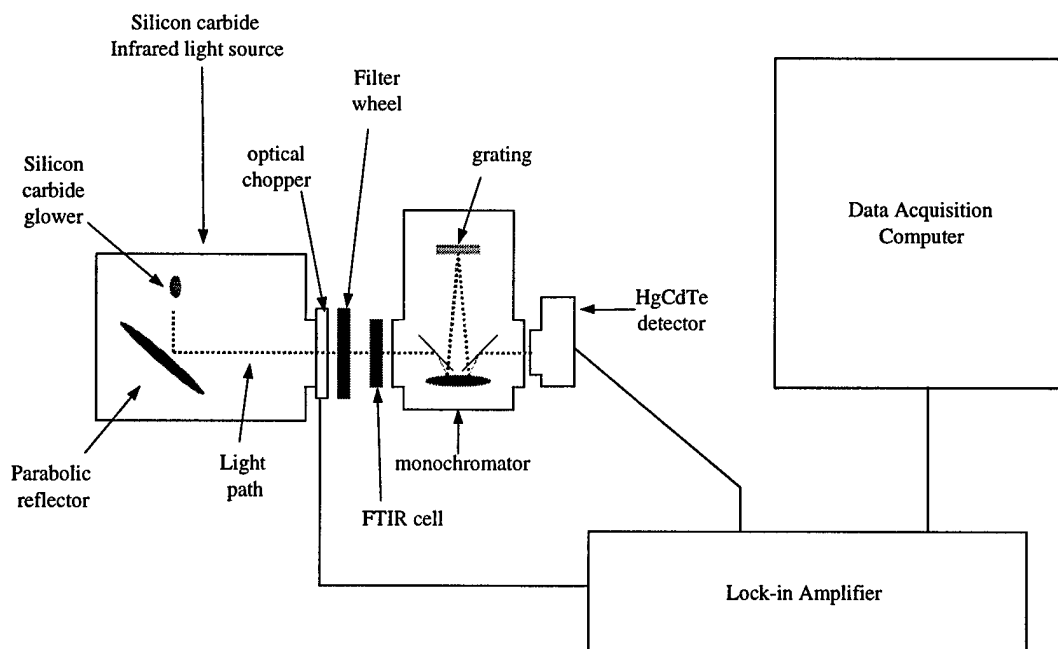 Silicon carbide
Infrared light source
Filter
wheel
optical
chopper
grating
Silicon
carbide
glower
Data Acquisition
Computer
HgCdTe
detector
Parabolic
reflector
Light
path
monochromator
FTIR cell
Lock-in Amplifier